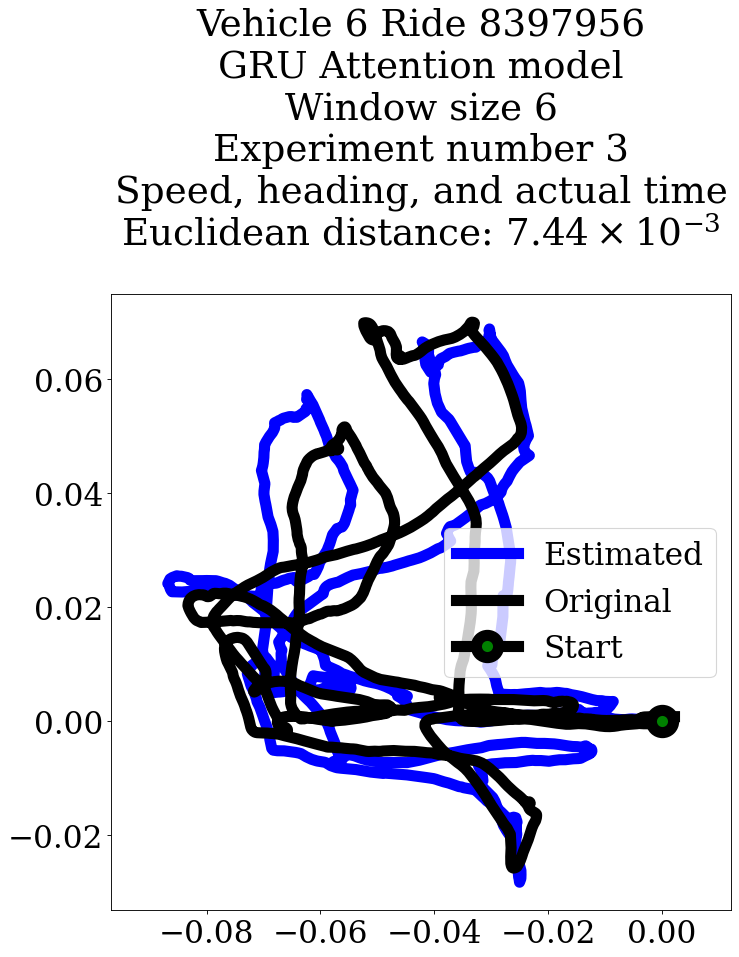 Vehicle 6 Ride 8397956
GRU Attention model
Window size 6
Experiment number 3
Speed, heading, and actual time
Euclidean distance: 7.44 × 10⁻³
0.06
0.04
0.02
0.00
−0.02
Estimated
Original
Start
−0.08 −0.06 −0.04 −0.02 0.00